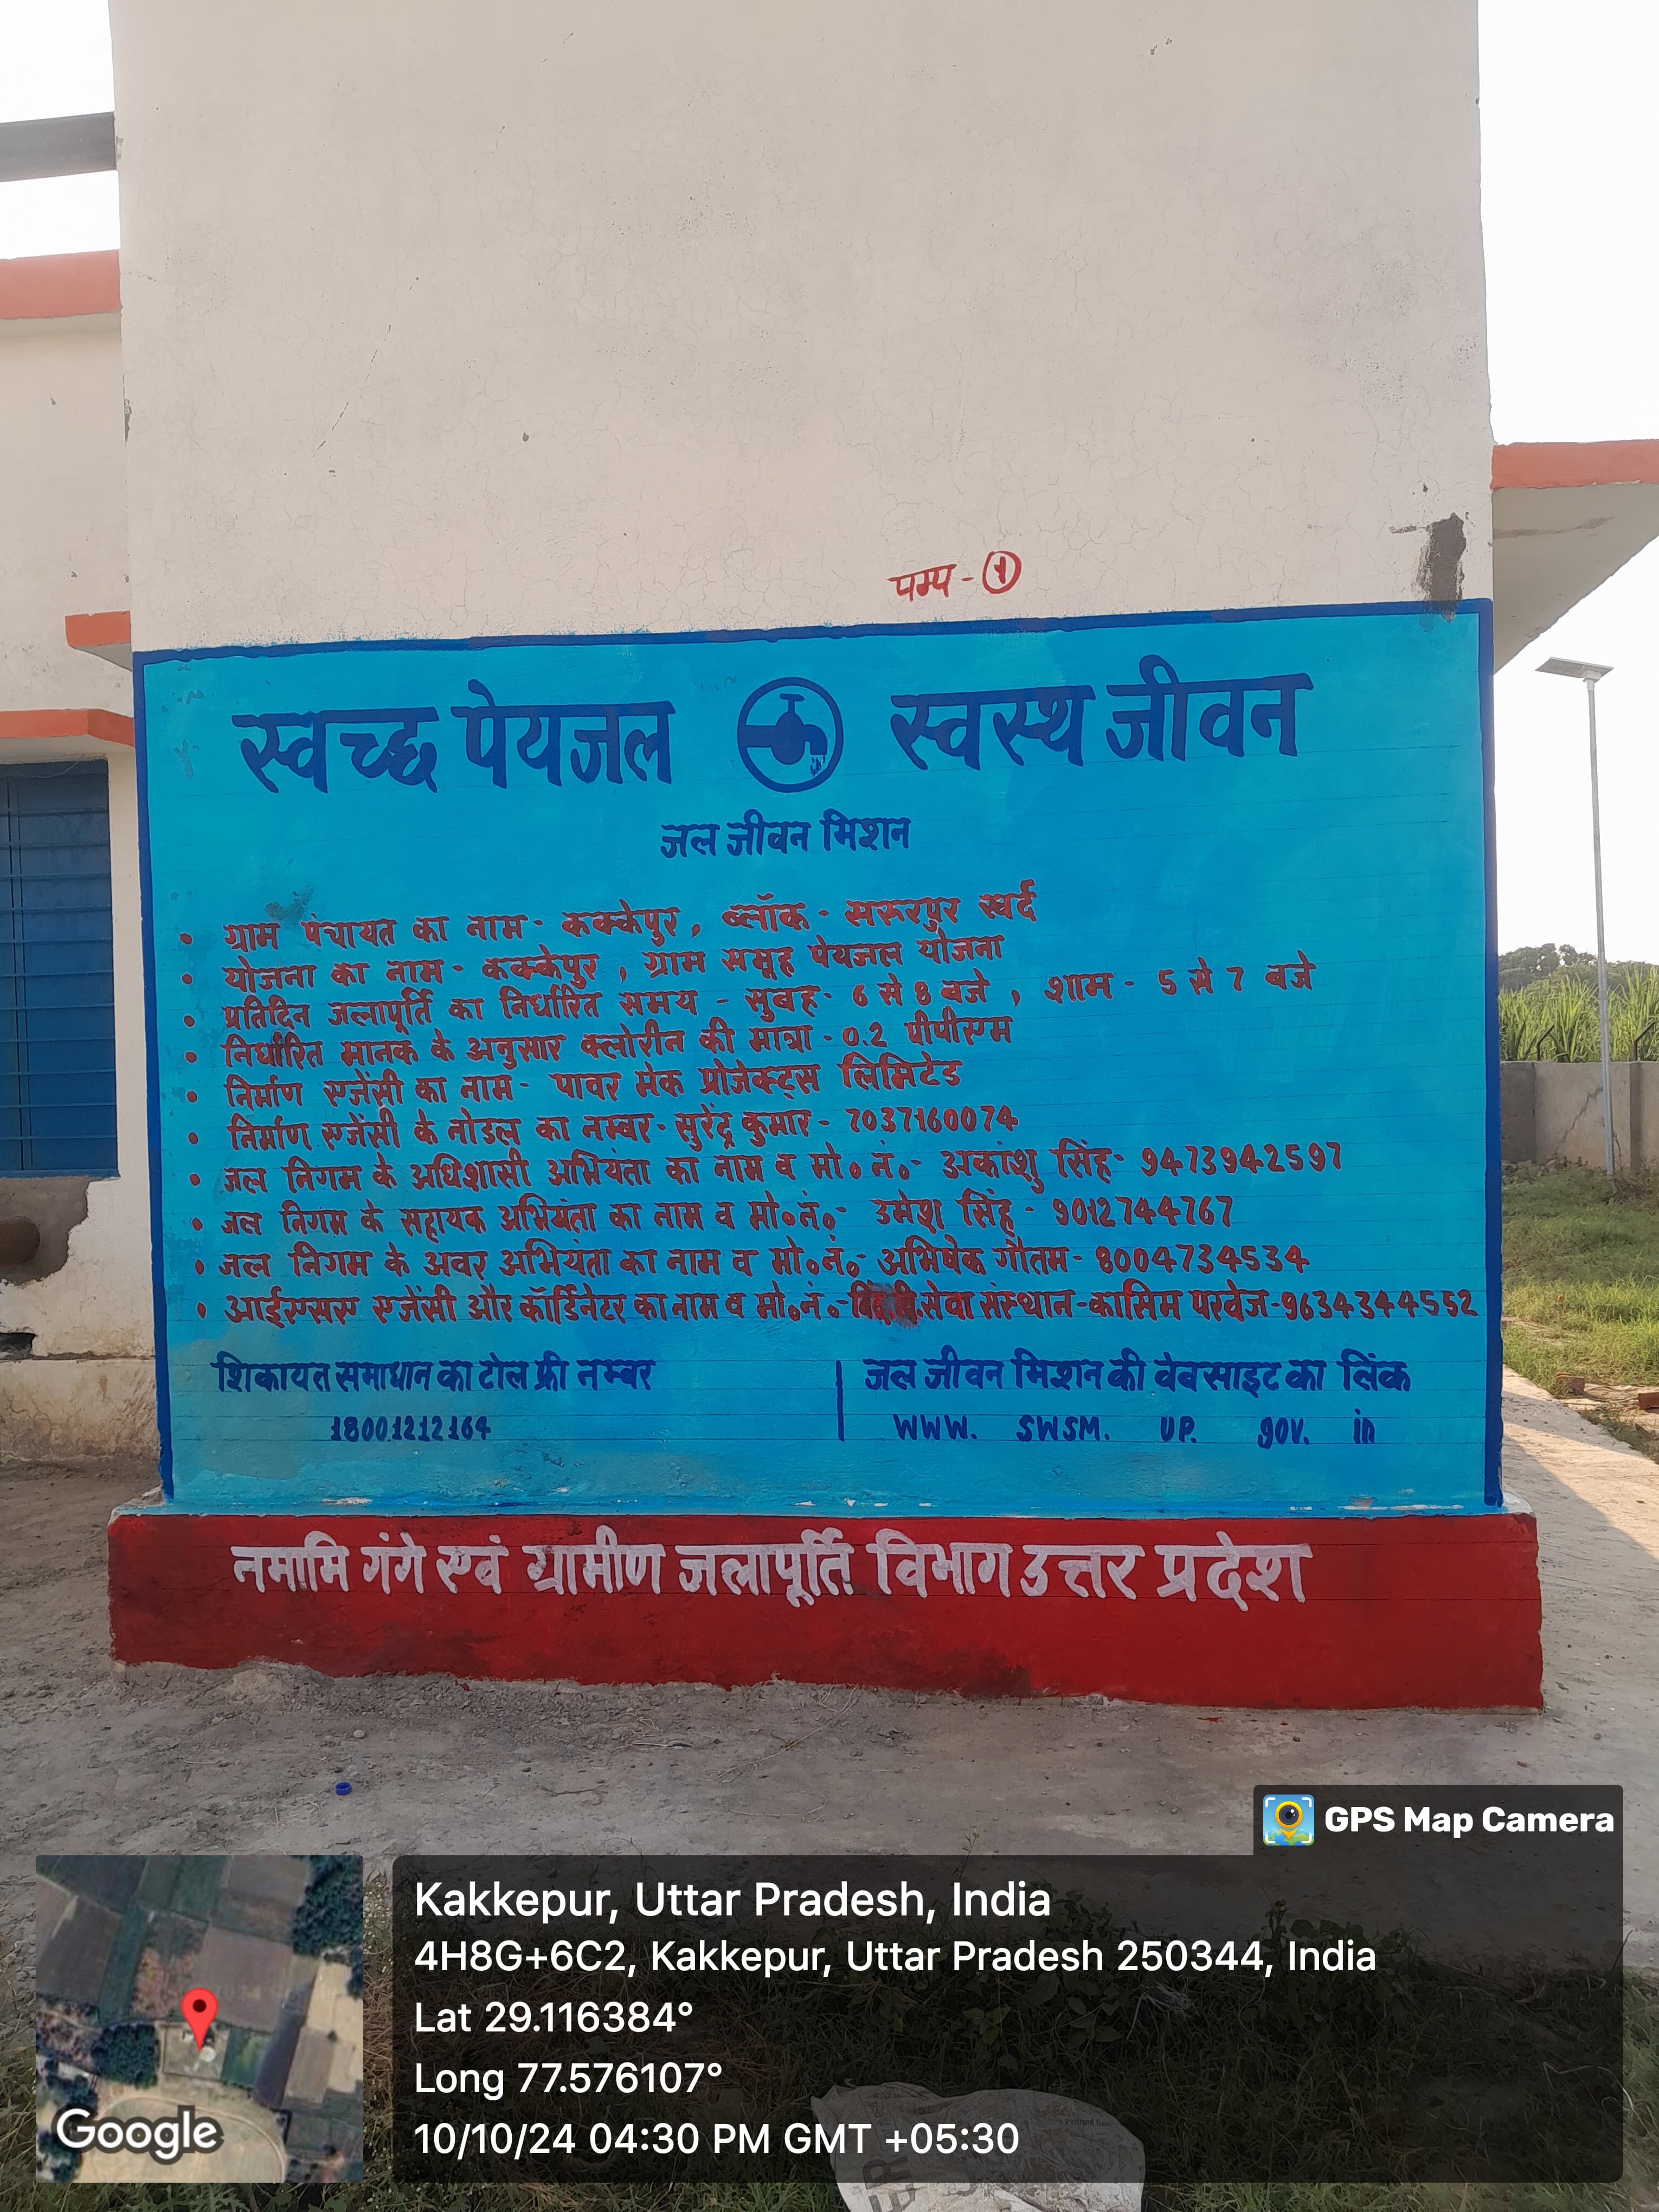 पम्प - 1
स्वच्छ पेयजल स्वस्थ जीवन
जल जीवन मिशन
• ग्राम पंचायत का नाम - कक्केपुर, ब्लॉक - सरूरपुर खुर्द
• योजना का नाम - कक्केपुर, ग्राम समूह पेयजल योजना
• प्रतिदिन जलापूर्ति का निर्धारित समय - सुबह - 6 से 8 बजे, शाम - 5 से 7 बजे
• निर्धारित मानक के अनुसार क्लोरीन की मात्रा - 0.2 पीपीएम
• निर्माण एजेंसी का नाम - पावर मेक प्रोजेक्ट्स लिमिटेड
• निर्माण एजेंसी के नोडल का नम्बर - सुरेंद्र कुमार - 7037160074
• जल निगम के अधिशासी अभियंता का नाम व मो० नं० - अकांशु सिंह - 9473942597
• जल निगम के सहायक अभियंता का नाम व मो० नं० - उमेश सिंह - 9012744767
• जल निगम के अवर अभियंता का नाम व मो० नं० - अभिषेक गौतम - 8004734534
• आईएसए एजेंसी और कॉर्डिनेटर का नाम व मो० नं० - सेवा संस्थान - कासिम परवेज - 9634344552
शिकायत समाधान का टोल फ्री नम्बर
18001212164
जल जीवन मिशन की वेबसाइट का लिंक
WWW. SWSM. UP. gov. in
नमामि गंगे एवं ग्रामीण जलापूर्ति विभाग उत्तर प्रदेश
GPS Map Camera
Kakkepur, Uttar Pradesh, India
4H8G+6C2, Kakkepur, Uttar Pradesh 250344, India
Lat 29.116384°
Long 77.576107°
10/10/24 04:30 PM GMT +05:30
Google